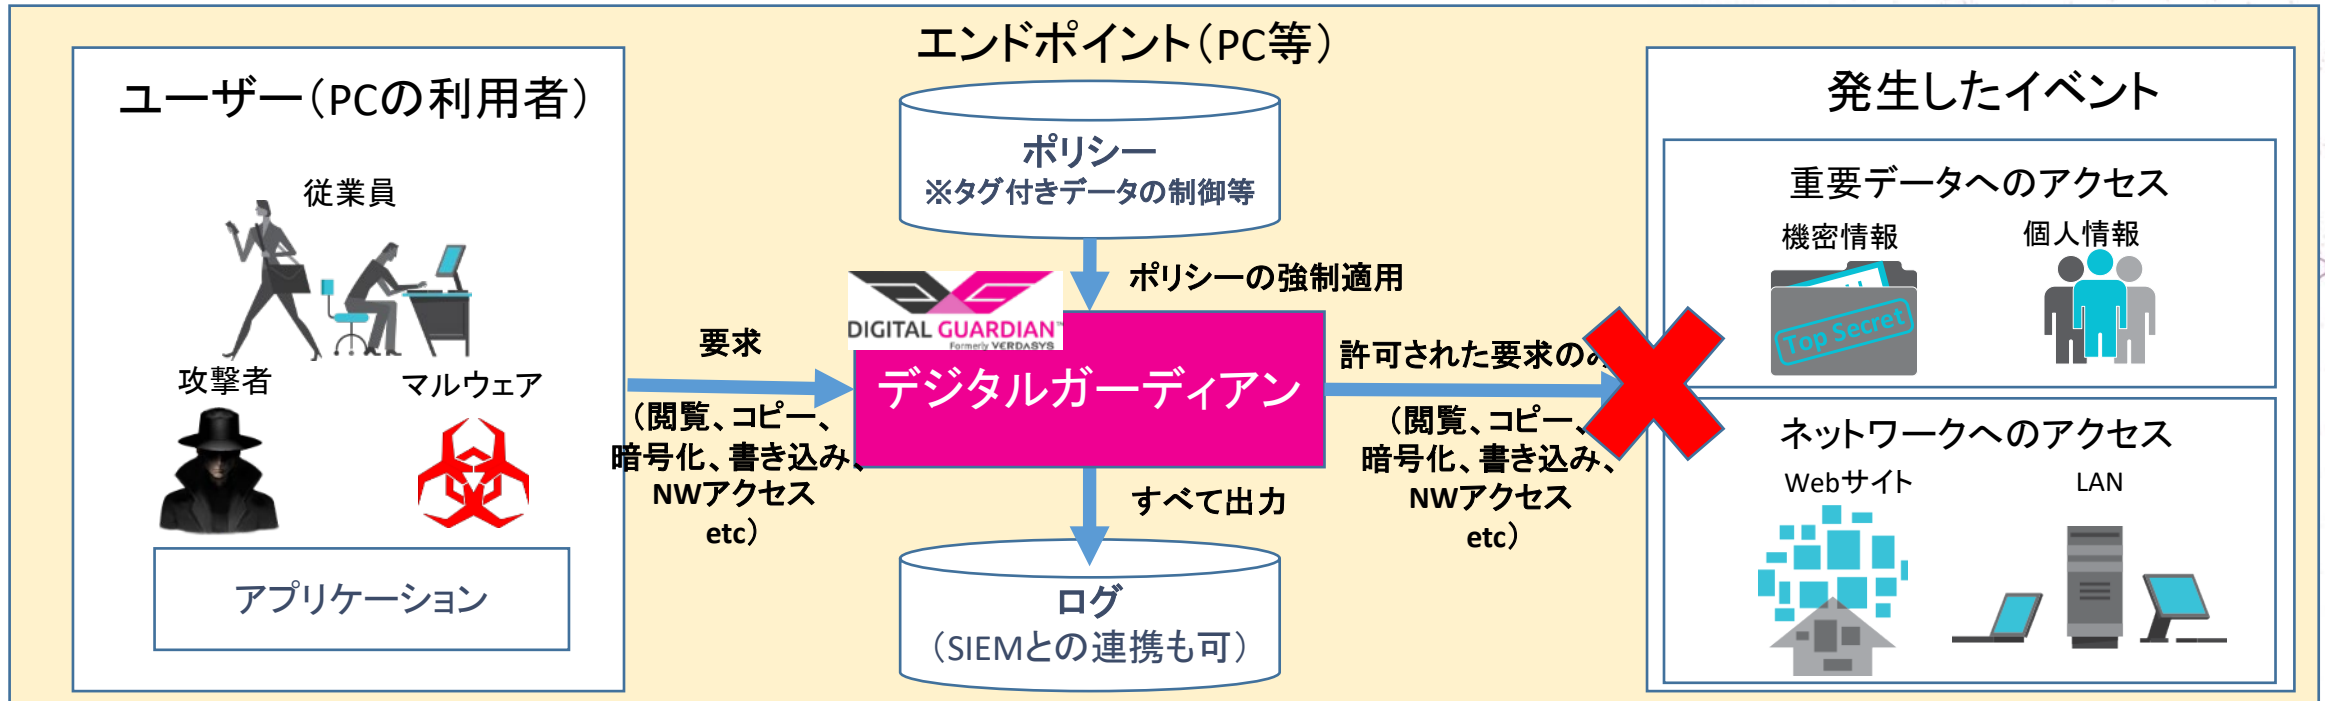 エンドポイント（PC等）
ユーザー（PCの利用者）
従業員
攻撃者
マルウェア
アプリケーション
要求
（閲覧、コピー、
暗号化、書き込み、
NWアクセス
etc）
ポリシー
※タグ付きデータの制御等
ポリシーの強制適用
DIGITAL GUARDIAN™
Formerly VERDASYS
デジタルガーディアン
すべて出力
ログ
（SIEMとの連携も可）
許可された要求のみ
（閲覧、コピー、
暗号化、書き込み、
NWアクセス
etc）
発生したイベント
重要データへのアクセス
機密情報
個人情報
Top Secret
ネットワークへのアクセス
Webサイト
LAN